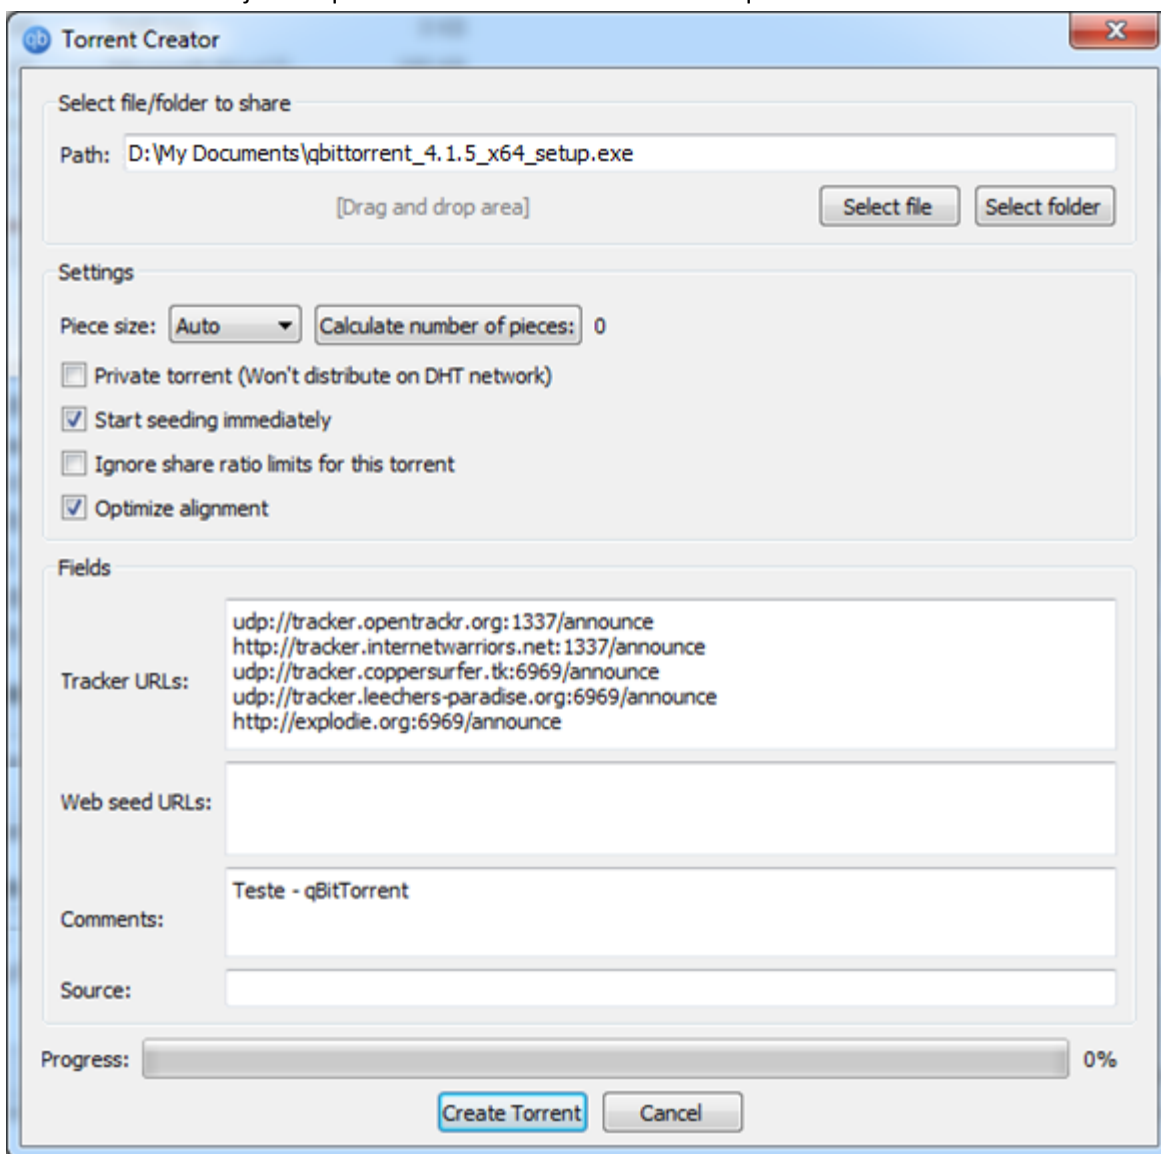 qb Torrent Creator
Select file/folder to share
Path: D:\My Documents\qbittorrent_4.1.5_x64_setup.exe
[Drag and drop area] Select file Select folder
Settings
Piece size: Auto Calculate number of pieces: 0
Private torrent (Won't distribute on DHT network)
Start seeding immediately
Ignore share ratio limits for this torrent
Optimize alignment
Fields
Tracker URLs:
udp://tracker.opentrackr.org:1337/announce
http://tracker.internetwarriors.net:1337/announce
udp://tracker.coppersurfer.tk:6969/announce
udp://tracker.leechers-paradise.org:6969/announce
http://explodie.org:6969/announce
Web seed URLs:
Comments: Teste - qBitTorrent
Source:
Progress: 0%
Create Torrent Cancel